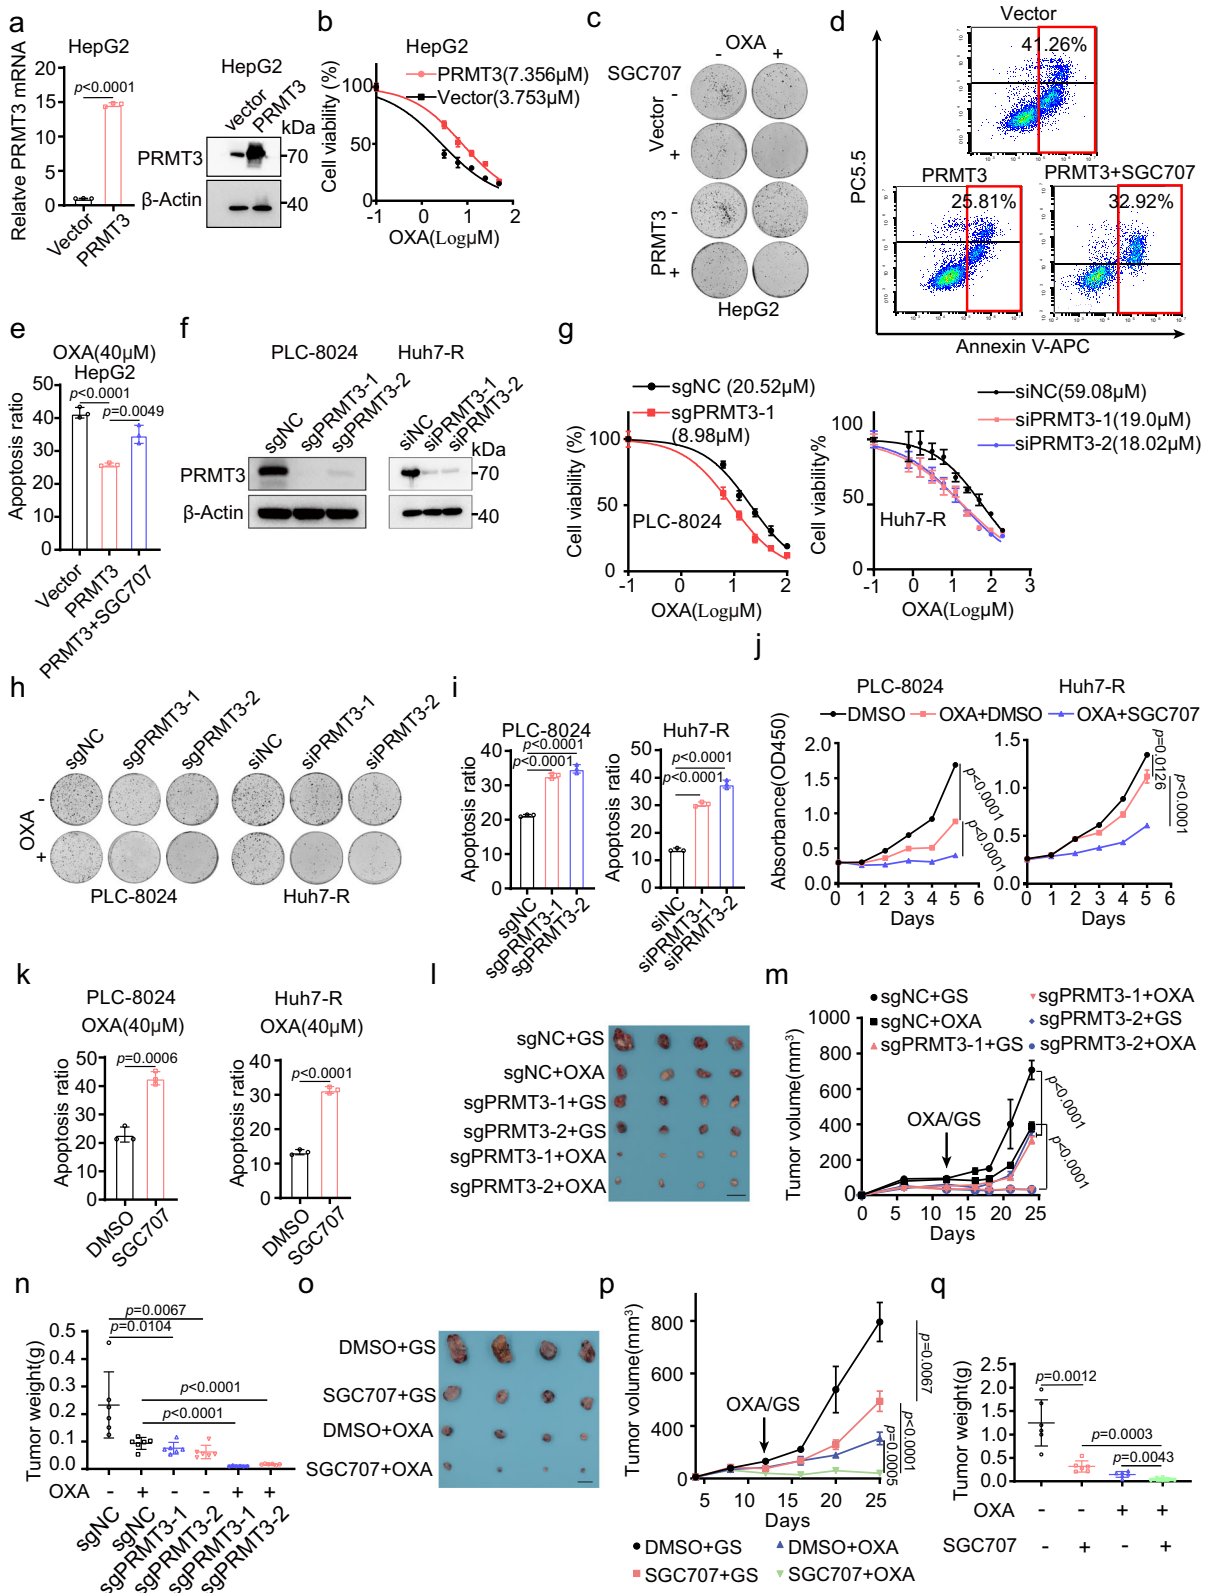 a
HepG2
Relative PRMT3 mRNA
20
15
10
5
0
p<0.0001
Vector
PRMT3
HepG2
vector
PRMT3
kDa
PRMT3
70
β-Actin
40
b
HepG2
Cell viability (%)
100
50
0
PRMT3(7.356μM)
Vector(3.753μM)
-1 0 1 2
OXA(LogμM)
c
OXA
- +
SGC707
Vector
-
+
PRMT3
-
+
HepG2
d
Vector
41.26%
PRMT3
25.81%
PRMT3+SGC707
32.92%
PC5.5
Annexin V-APC
e
OXA(40μM)
HepG2
Apoptosis ratio
50
40
30
20
10
0
p<0.0001
p=0.0049
Vector
PRMT3
PRMT3+SGC707
f
PLC-8024
sgNC
sgPRMT3-1
sgPRMT3-2
Huh7-R
siNC
siPRMT3-1
siPRMT3-2
kDa
PRMT3
70
β-Actin
40
g
sgNC (20.52μM)
sgPRMT3-1
(8.98μM)
Cell viability (%)
100
50
0
PLC-8024
-1 0 1 2
OXA(LogμM)
siNC(59.08μM)
siPRMT3-1(19.0μM)
siPRMT3-2(18.02μM)
Cell viability%
100
50
0
Huh7-R
-1 0 1 2 3
OXA(LogμM)
h
sgNC
sgPRMT3-1
sgPRMT3-2
siNC
siPRMT3-1
siPRMT3-2
OXA
-
+
PLC-8024 Huh7-R
i
PLC-8024
Apoptosis ratio
40
30
20
10
0
p<0.0001
p<0.0001
sgNC
sgPRMT3-1
sgPRMT3-2
Huh7-R
Apoptosis ratio
50
40
30
20
10
0
p<0.0001
p<0.0001
siNC
siPRMT3-1
siPRMT3-2
j
PLC-8024 Huh7-R
DMSO OXA+DMSO OXA+SGC707
Absorbance(OD450)
2.0
1.5
1.0
0.5
0.0
p<0.0001
p<0.0001
0 1 2 3 4 5 6
Days
1.5
1.0
0.5
0.0
p=0.0126
p<0.0001
0 1 2 3 4 5 6
Days
k
PLC-8024
OXA(40μM)
Apoptosis ratio
50
40
30
20
10
0
p=0.0006
DMSO
SGC707
Huh7-R
OXA(40μM)
Apoptosis ratio
40
30
20
10
0
p<0.0001
DMSO
SGC707
l
sgNC+GS
sgNC+OXA
sgPRMT3-1+GS
sgPRMT3-2+GS
sgPRMT3-1+OXA
sgPRMT3-2+OXA
m
sgNC+GS
sgNC+OXA
sgPRMT3-1+GS
sgPRMT3-1+OXA
sgPRMT3-2+GS
sgPRMT3-2+OXA
Tumor volume(mm³)
1000
800
600
400
200
0
OXA/GS
p<0.0001
p<0.0001
0 5 10 15 20 25
Days
n
Tumor weight(g)
0.5
0.4
0.3
0.2
0.1
0.0
p=0.0067
p=0.0104
p<0.0001
p<0.0001
OXA - + - - + +
sgNC
sgNC
sgPRMT3-1
sgPRMT3-2
sgPRMT3-1
sgPRMT3-2
o
DMSO+GS
SGC707+GS
DMSO+OXA
SGC707+OXA
p
Tumor volume(mm³)
800
400
0
OXA/GS
p=0.0067
p<0.0001
p=0.0005
5 10 15 20 25
Days
DMSO+GS DMSO+OXA
SGC707+GS SGC707+OXA
q
Tumor weight(g)
2.5
2.0
1.5
1.0
0.5
0.0
p=0.0012
p=0.0003
p=0.0043
OXA - - + +
SGC707 - + - +